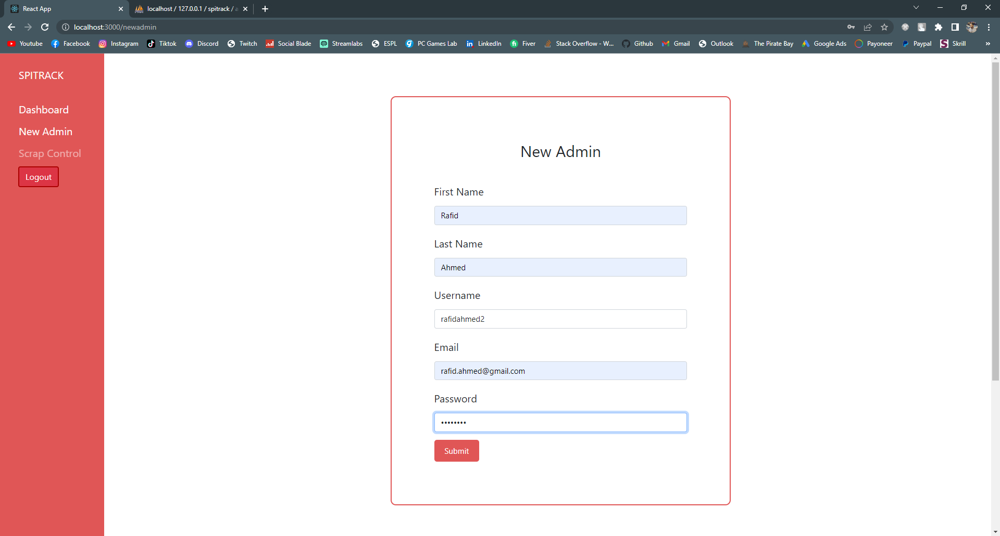 React App
localhost / 127.0.0.1 / spitrack / a
localhost:3000/newadmin
Youtube Facebook Instagram Tiktok Discord Twitch Social Blade Streamlabs ESPL PC Games Lab LinkedIn Fiver Stack Overflow - W... Github Gmail Outlook The Pirate Bay Google Ads Payoneer Paypal Skrill »
SPITRACK
Dashboard
New Admin
Scrap Control
Logout
New Admin
First Name
Rafid
Last Name
Ahmed
Username
rafidahmed2
Email
rafid.ahmed@gmail.com
Password
••••••••
Submit